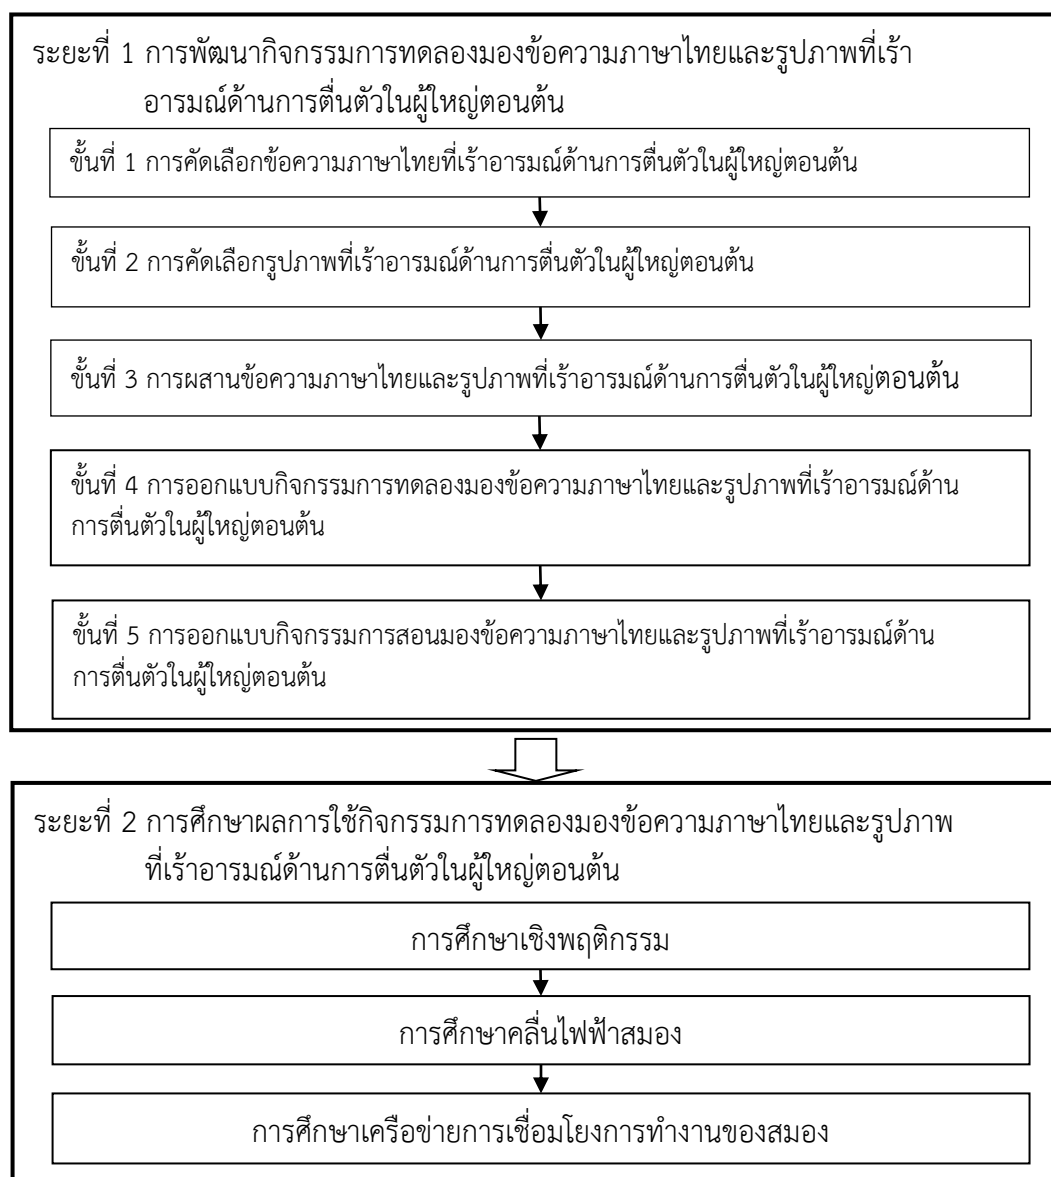 ระยะที่ 1 การพัฒนากิจกรรมการทดลองมองข้อความภาษาไทยและรูปภาพที่เร้า
อารมณ์ด้านการตื่นตัวในผู้ใหญ่ตอนต้น
ขั้นที่ 1 การคัดเลือกข้อความภาษาไทยที่เร้าอารมณ์ด้านการตื่นตัวในผู้ใหญ่ตอนต้น
ขั้นที่ 2 การคัดเลือกรูปภาพที่เร้าอารมณ์ด้านการตื่นตัวในผู้ใหญ่ตอนต้น
ขั้นที่ 3 การผสานข้อความภาษาไทยและรูปภาพที่เร้าอารมณ์ด้านการตื่นตัวในผู้ใหญ่ตอนต้น
ขั้นที่ 4 การออกแบบกิจกรรมการทดลองมองข้อความภาษาไทยและรูปภาพที่เร้าอารมณ์ด้าน
การตื่นตัวในผู้ใหญ่ตอนต้น
ขั้นที่ 5 การออกแบบกิจกรรมการสอนมองข้อความภาษาไทยและรูปภาพที่เร้าอารมณ์ด้าน
การตื่นตัวในผู้ใหญ่ตอนต้น
ระยะที่ 2 การศึกษาผลการใช้กิจกรรมการทดลองมองข้อความภาษาไทยและรูปภาพ
ที่เร้าอารมณ์ด้านการตื่นตัวในผู้ใหญ่ตอนต้น
การศึกษาเชิงพฤติกรรม
การศึกษาคลื่นไฟฟ้าสมอง
การศึกษาเครือข่ายการเชื่อมโยงการทำงานของสมอง